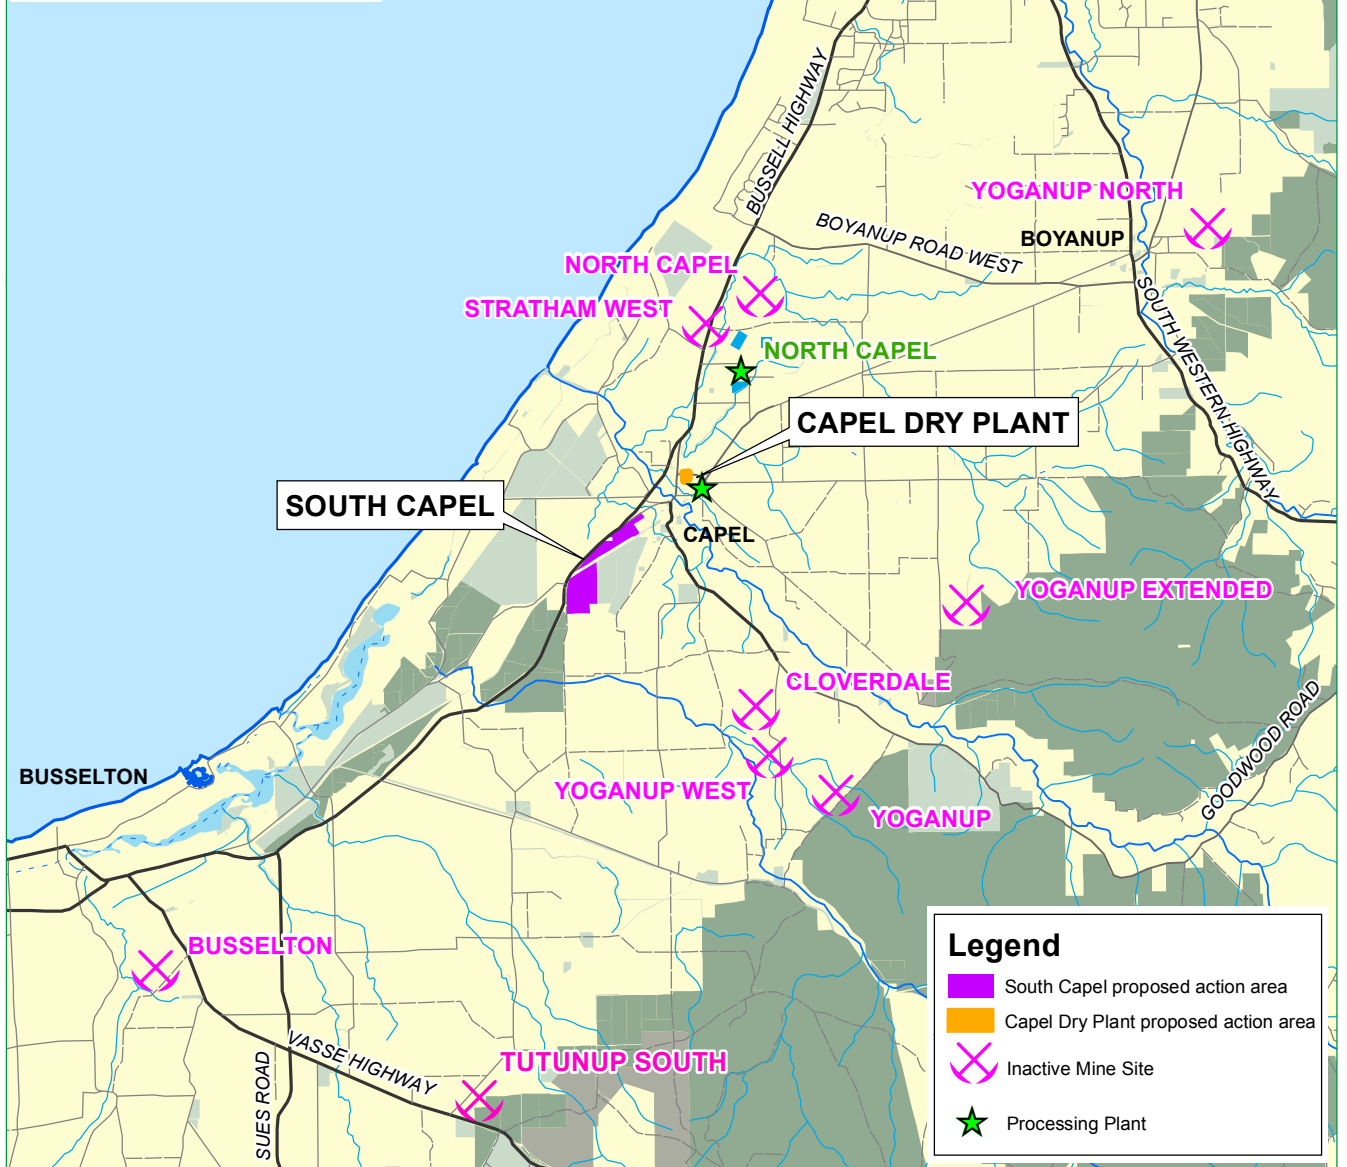 BUSSELL HIGHWAY
YOGANUP NORTH
BOYANUP ROAD WEST
BOYANUP
NORTH CAPEL
STRATHAM WEST
SOUTH WESTERN HIGHWAY
NORTH CAPEL
CAPEL DRY PLANT
SOUTH CAPEL
CAPEL
YOGANUP EXTENDED
CLOVERDALE
GOODWOOD ROAD
BUSSELTON
YOGANUP WEST
YOGANUP
BUSSELTON
VASSE HIGHWAY
TUTUNUP SOUTH
SUES ROAD
Legend
South Capel proposed action area
Capel Dry Plant proposed action area
Inactive Mine Site
Processing Plant